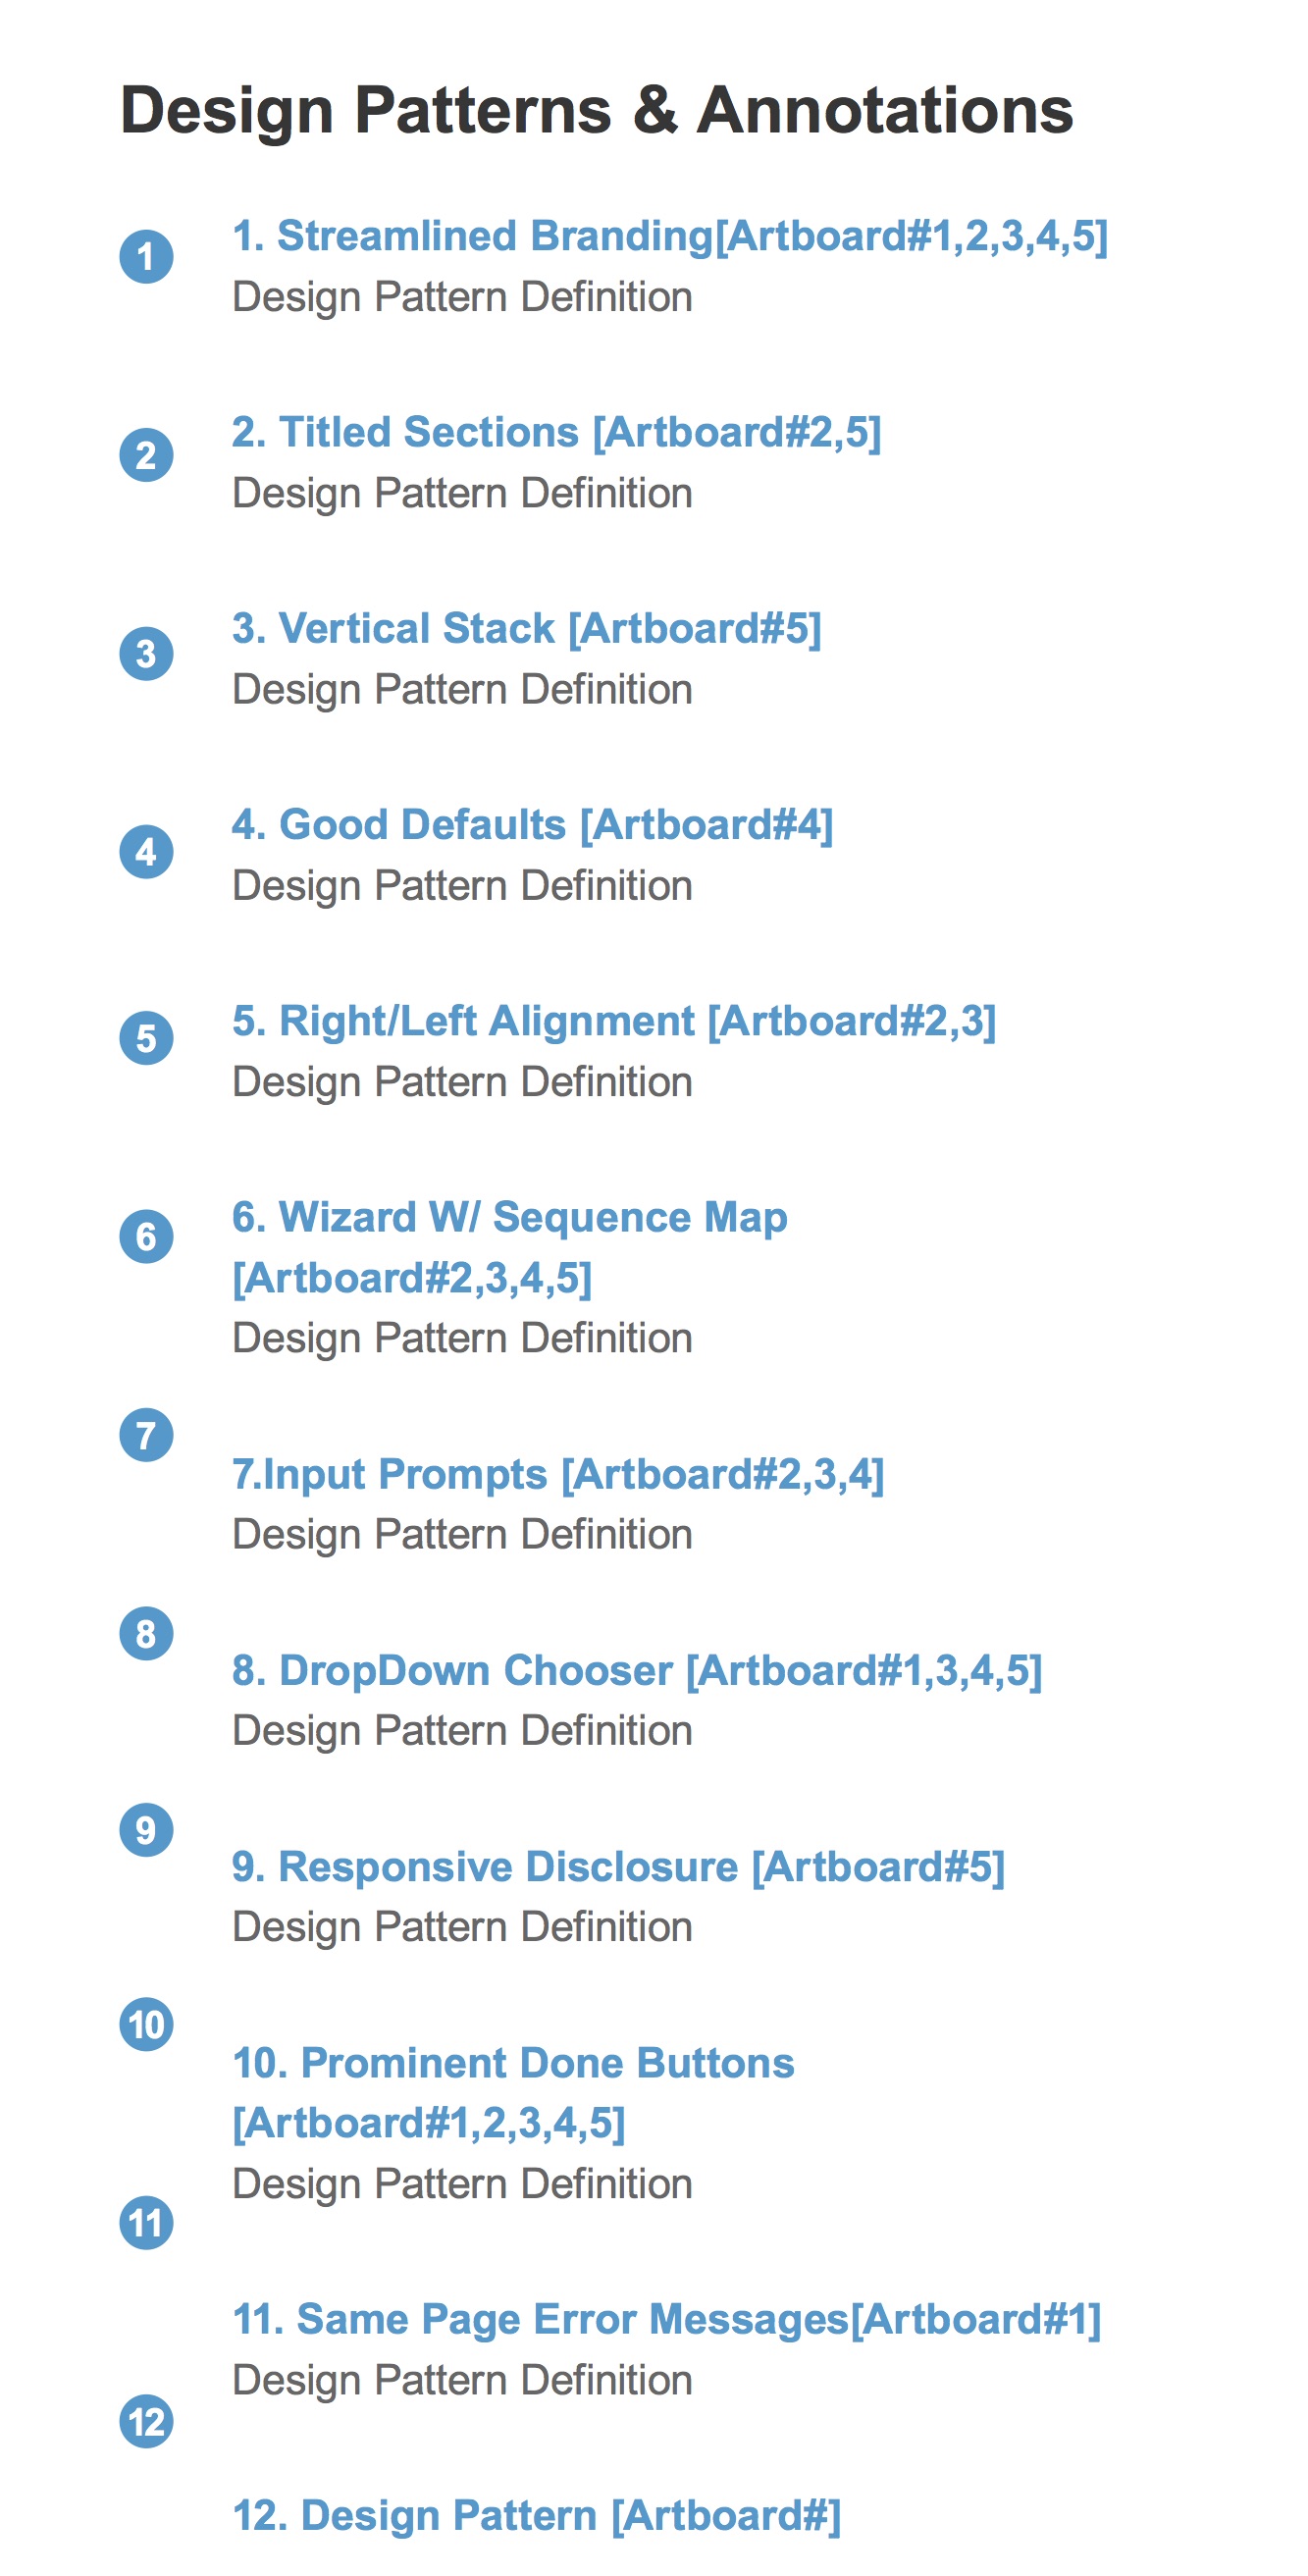 Design Patterns & Annotations
1
1. Streamlined Branding[Artboard#1,2,3,4,5]
Design Pattern Definition
2
2. Titled Sections [Artboard#2,5]
Design Pattern Definition
3
3. Vertical Stack [Artboard#5]
Design Pattern Definition
4
4. Good Defaults [Artboard#4]
Design Pattern Definition
5
5. Right/Left Alignment [Artboard#2,3]
Design Pattern Definition
6
6. Wizard W/ Sequence Map
[Artboard#2,3,4,5]
Design Pattern Definition
7
7.Input Prompts [Artboard#2,3,4]
Design Pattern Definition
8
8. DropDown Chooser [Artboard#1,3,4,5]
Design Pattern Definition
9
9. Responsive Disclosure [Artboard#5]
Design Pattern Definition
10
10. Prominent Done Buttons
[Artboard#1,2,3,4,5]
Design Pattern Definition
11
11. Same Page Error Messages[Artboard#1]
Design Pattern Definition
12
12. Design Pattern [Artboard#]